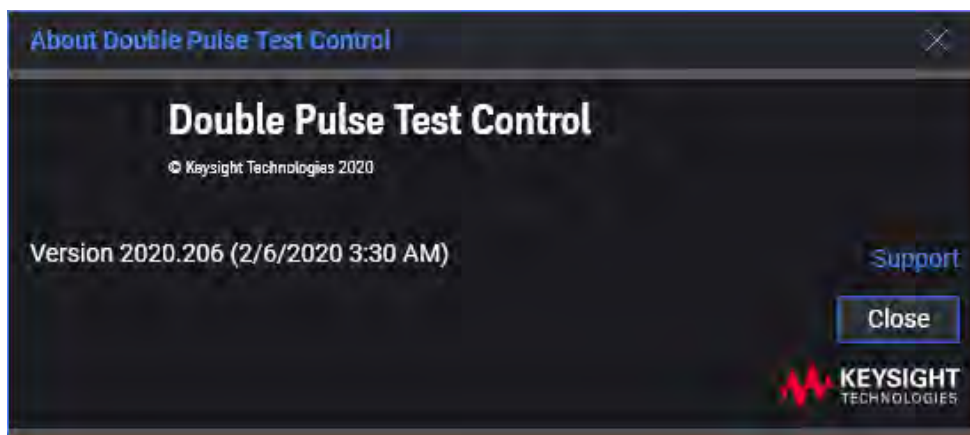 About Double Pulse Test Control
Double Pulse Test Control
© Keysight Technologies 2020
Version 2020.206 (2/6/2020 3:30 AM)
Support
Close
KEYSIGHT
TECHNOLOGIES